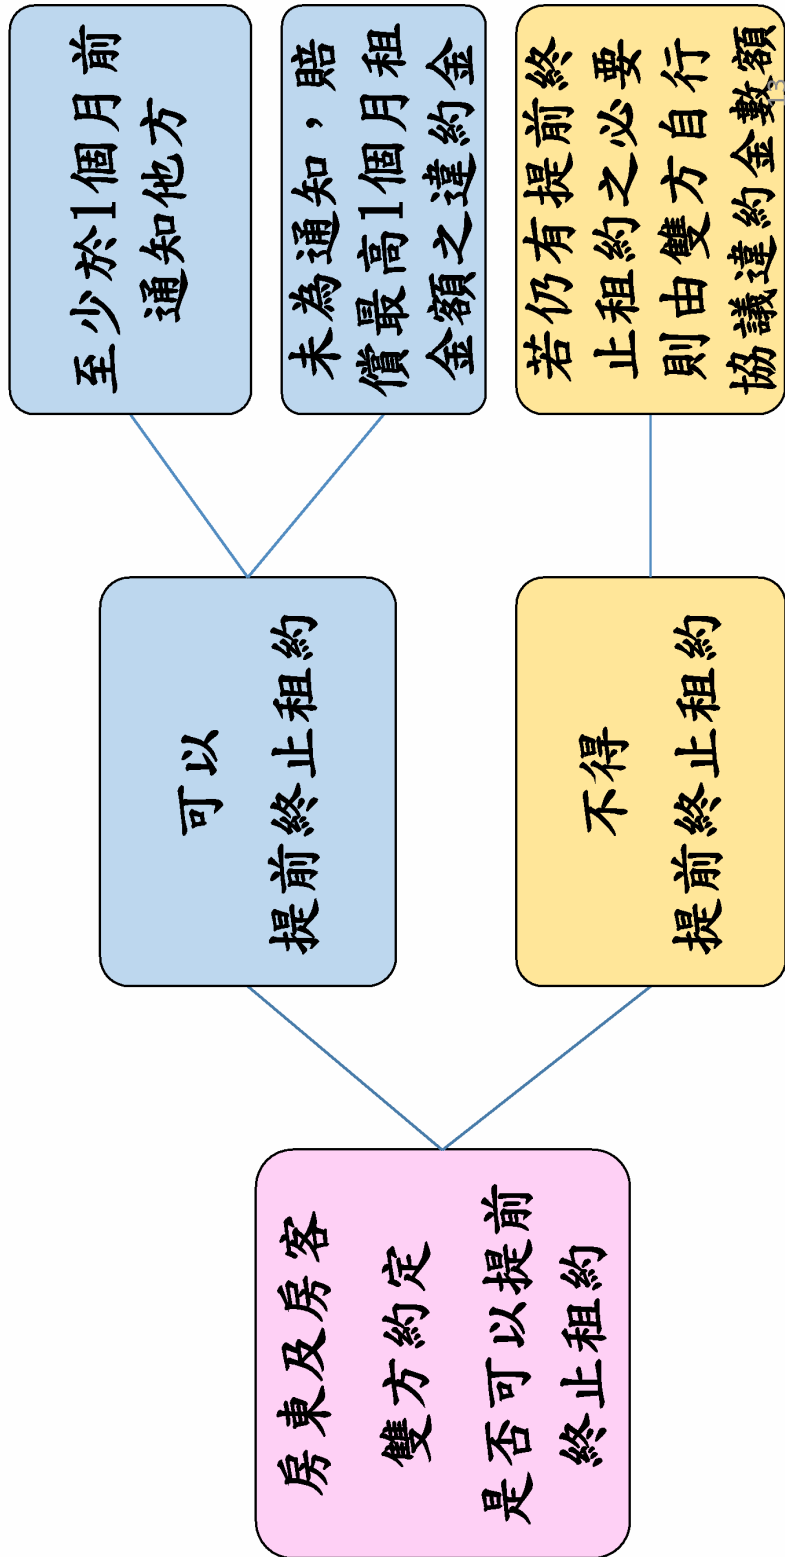 房東及房客
雙方約定
是否可以提前
終止租約
可以
提前終止租約
不得
提前終止租約
至少於1個月前
通知他方
未為通知，賠
償最高1個月租
金額之違約金
若仍有提前終
止租約之必要
則由雙方自行
協議違約金數額
13